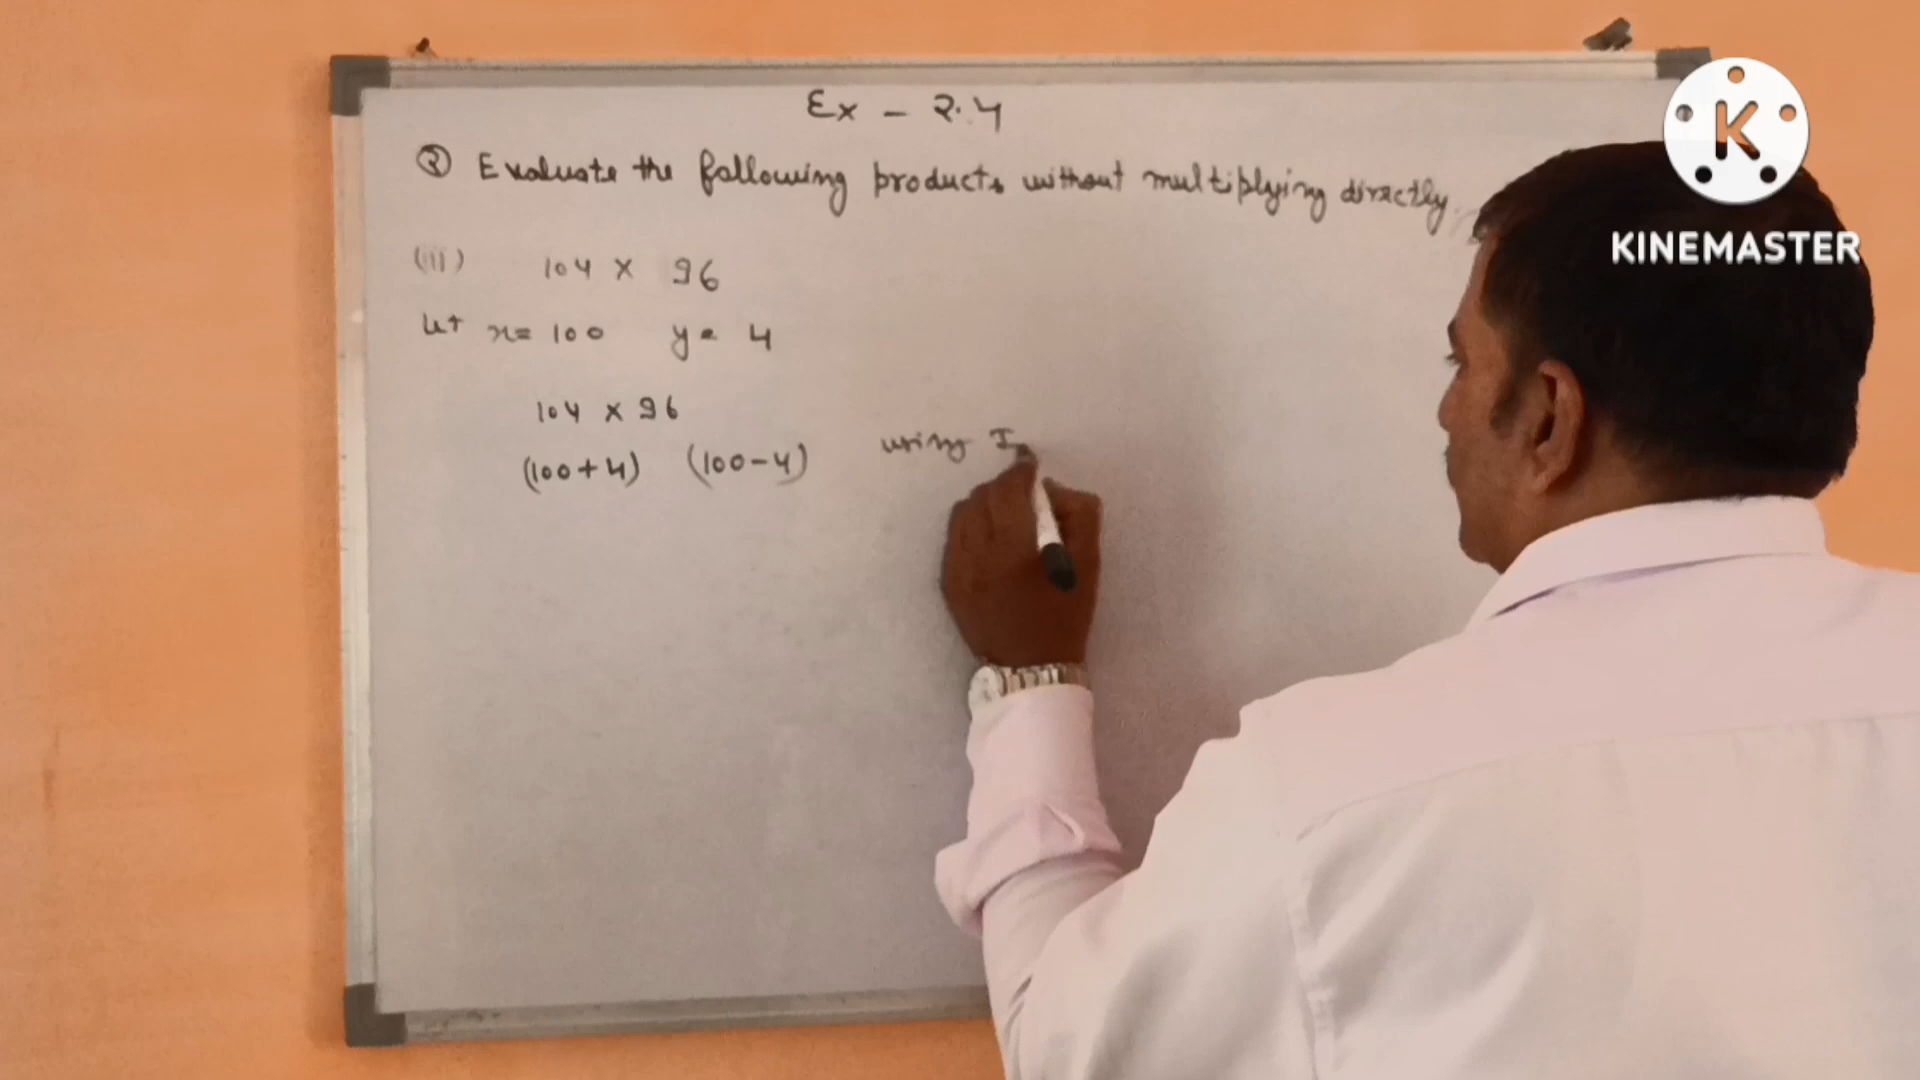 Ex - 2.4
② Evaluate the following products without multiplying directly.
(iii) 104 × 96
Let x = 100 y = 4
104 × 96
(100+4) (100-4) using I
K
KINEMASTER